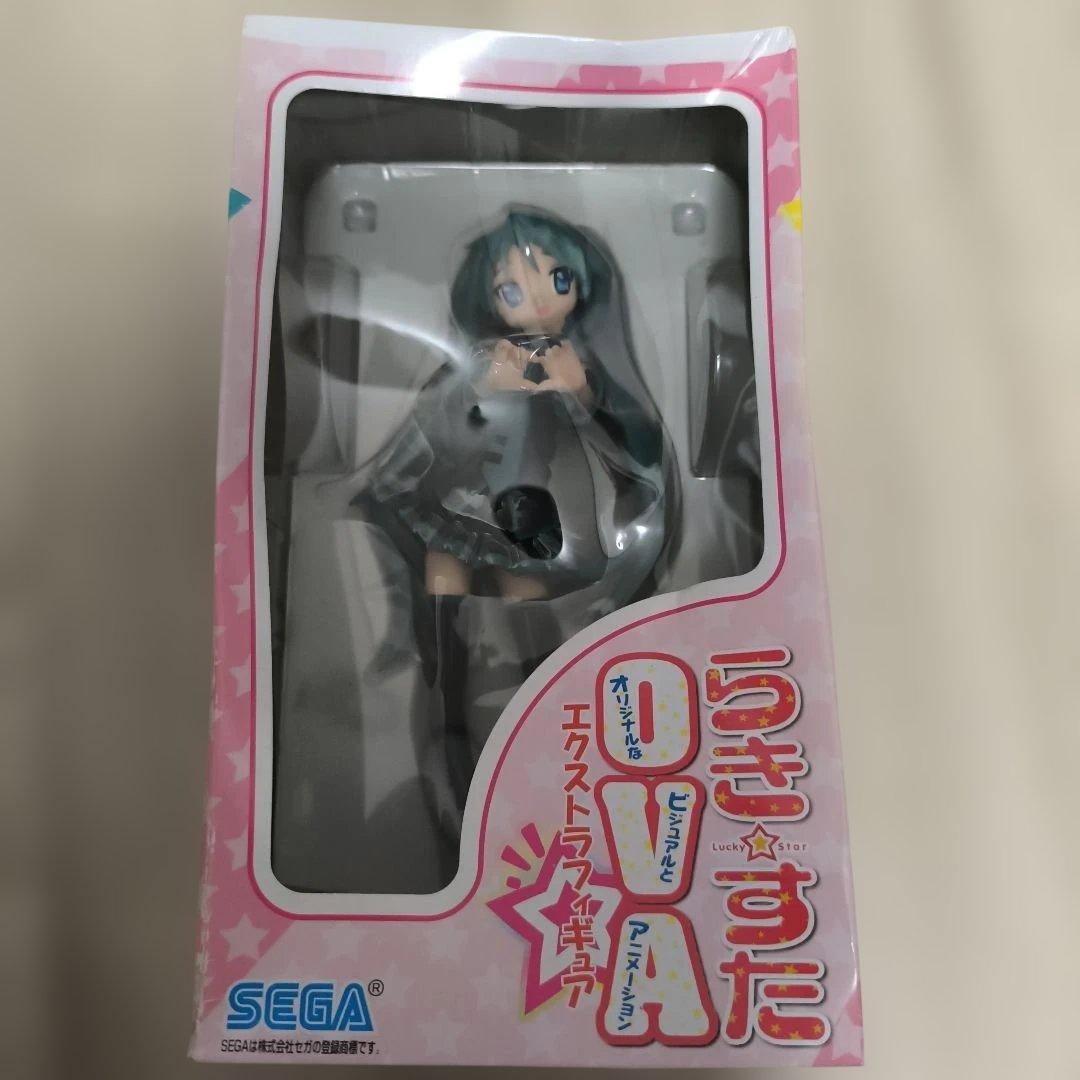 らき☆すた
Lucky Star
OVA
オリジナルな
ビジュアルと
アニメーション
エクストラフィギュア
SEGA®
SEGAは株式会社セガの登録商標です。